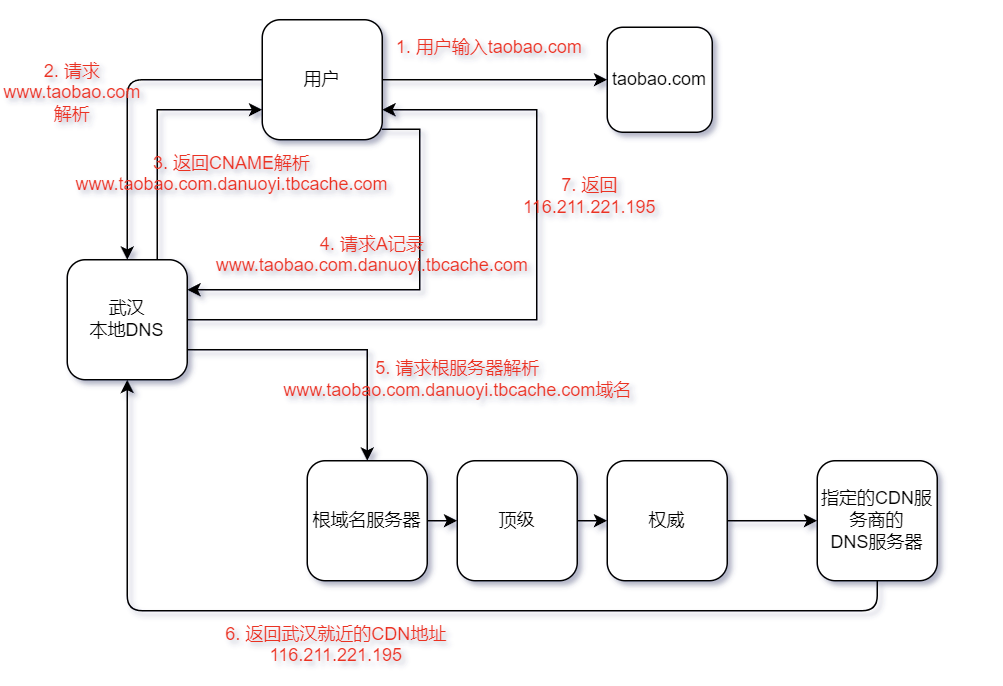 用户
1. 用户输入taobao.com
taobao.com
2. 请求
www.taobao.com
解析
3. 返回CNAME解析
www.taobao.com.danuoyi.tbcache.com
7. 返回
116.211.221.195
4. 请求A记录
www.taobao.com.danuoyi.tbcache.com
武汉
本地DNS
5. 请求根服务器解析
www.taobao.com.danuoyi.tbcache.com域名
根域名服务器
顶级
权威
指定的CDN服
务商的
DNS服务器
6. 返回武汉就近的CDN地址
116.211.221.195